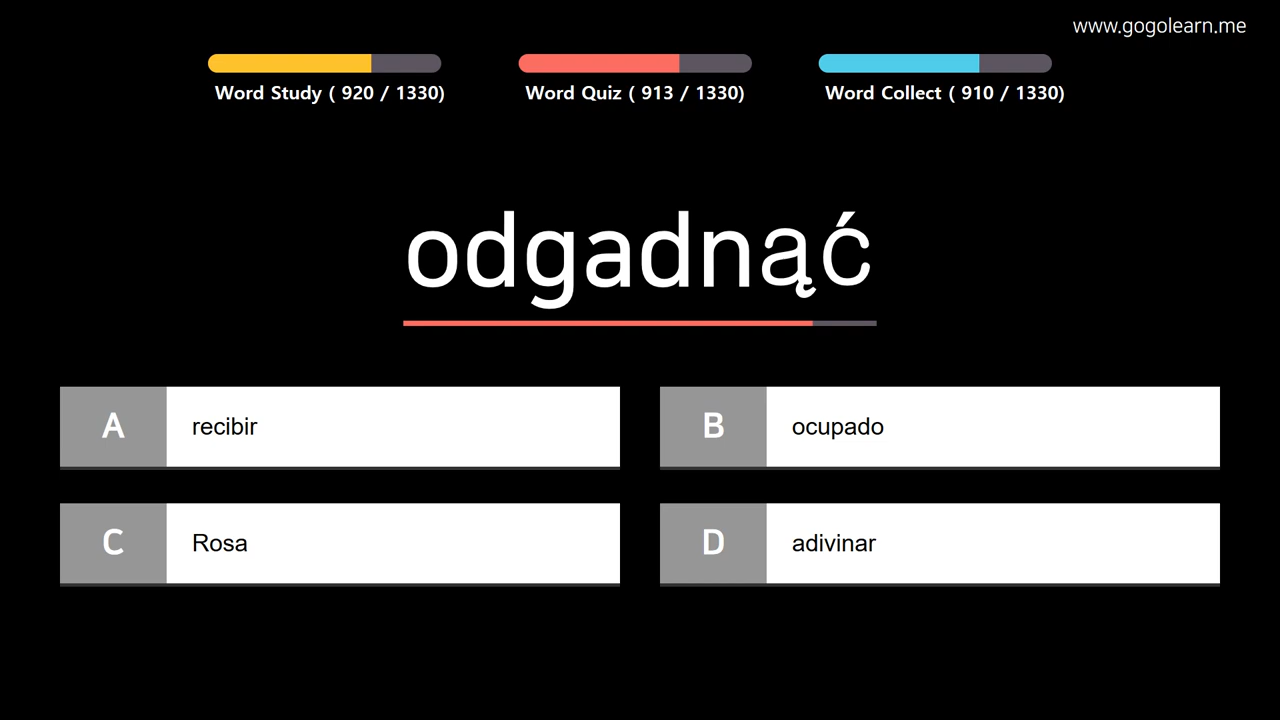 www.gogolearn.me
Word Study ( 920 / 1330)
Word Quiz ( 913 / 1330)
Word Collect ( 910 / 1330)
odgadnąć
A recibir
B ocupado
C Rosa
D adivinar